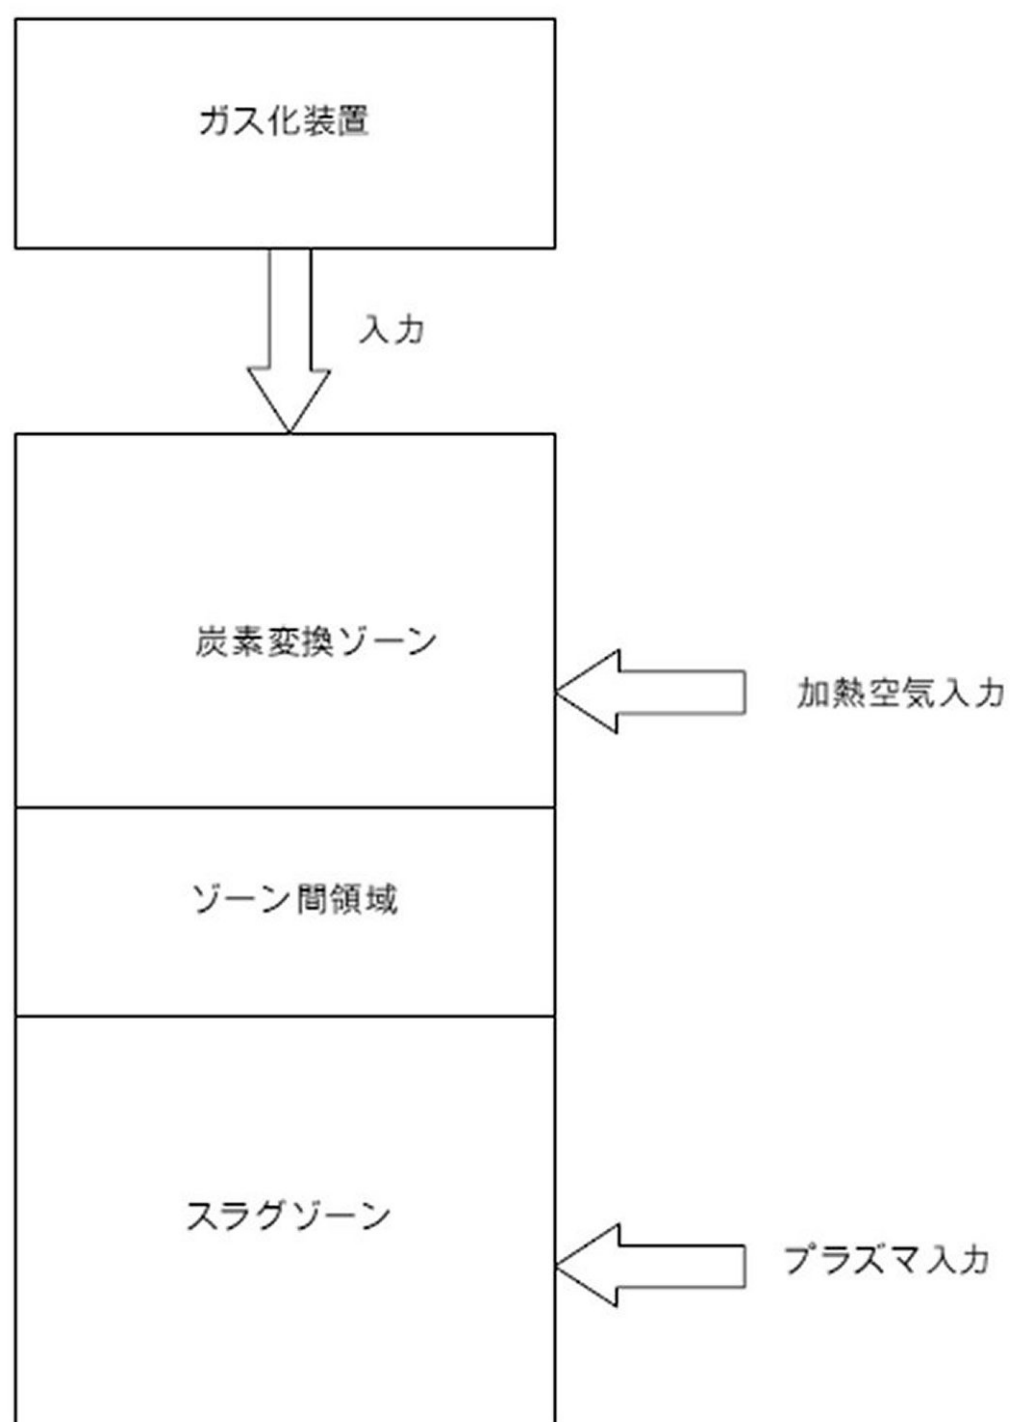 ガス化装置
入力
炭素変換ゾーン
加熱空気入力
ゾーン間領域
スラグゾーン
プラズマ入力